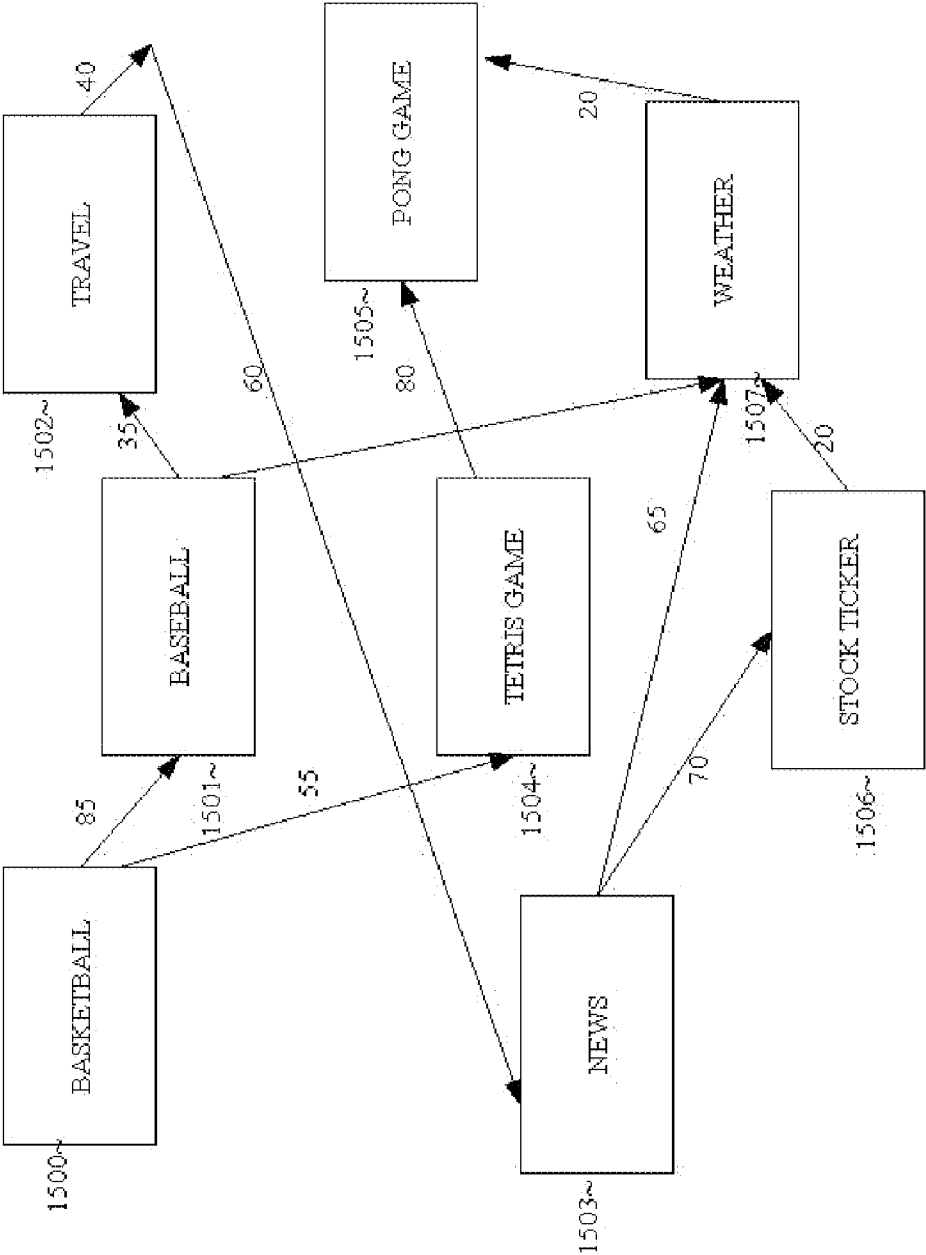 BASKETBALL
1500~
85
55
BASEBALL
1501~
35
TRAVEL
1502~
40
60
NEWS
1503~
65
70
TETRIS GAME
1504~
80
PONG GAME
1505~
STOCK TICKER
1506~
20
WEATHER
1507~
20